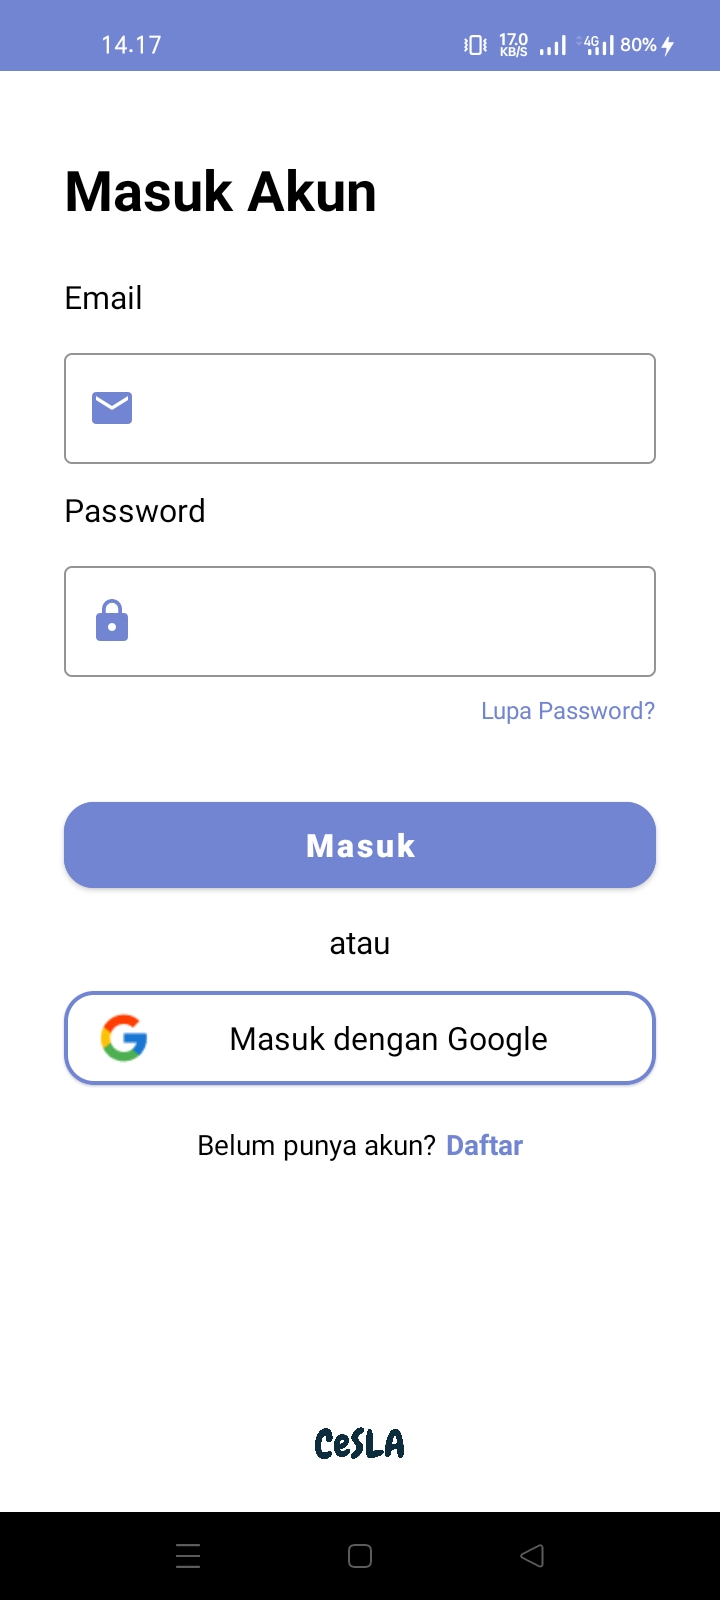 14.17
17.0
KB/S
4G
80%
Masuk Akun
Email
Password
Lupa Password?
Masuk
atau
Masuk dengan Google
Belum punya akun? Daftar
CeSLA